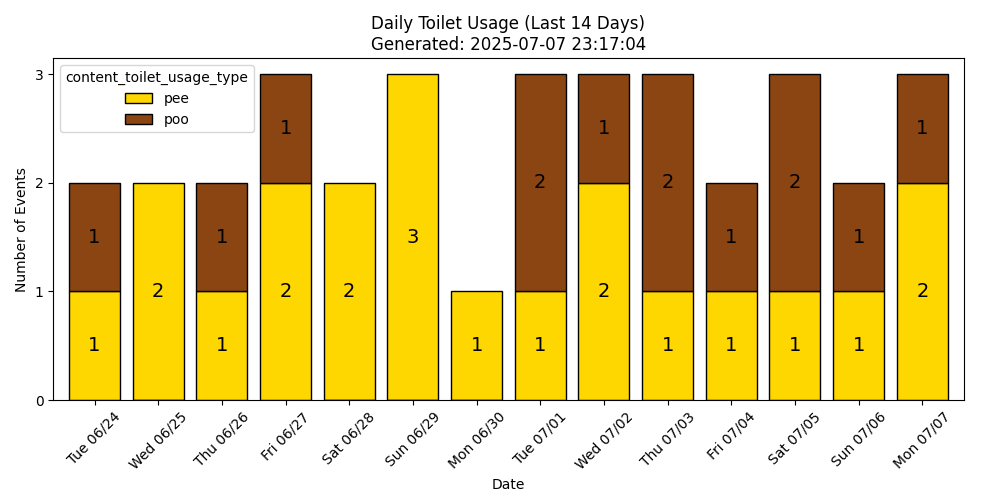 Daily Toilet Usage (Last 14 Days)
Generated: 2025-07-07 23:17:04
content_toilet_usage_type
pee
poo
Number of Events
3
2
1
0
1
1
2
1
1
1
2
2
3
1
2
1
1
2
2
1
1
1
2
1
1
1
1
2
Tue 06/24
Wed 06/25
Thu 06/26
Fri 06/27
Sat 06/28
Sun 06/29
Mon 06/30
Tue 07/01
Wed 07/02
Thu 07/03
Fri 07/04
Sat 07/05
Sun 07/06
Mon 07/07
Date